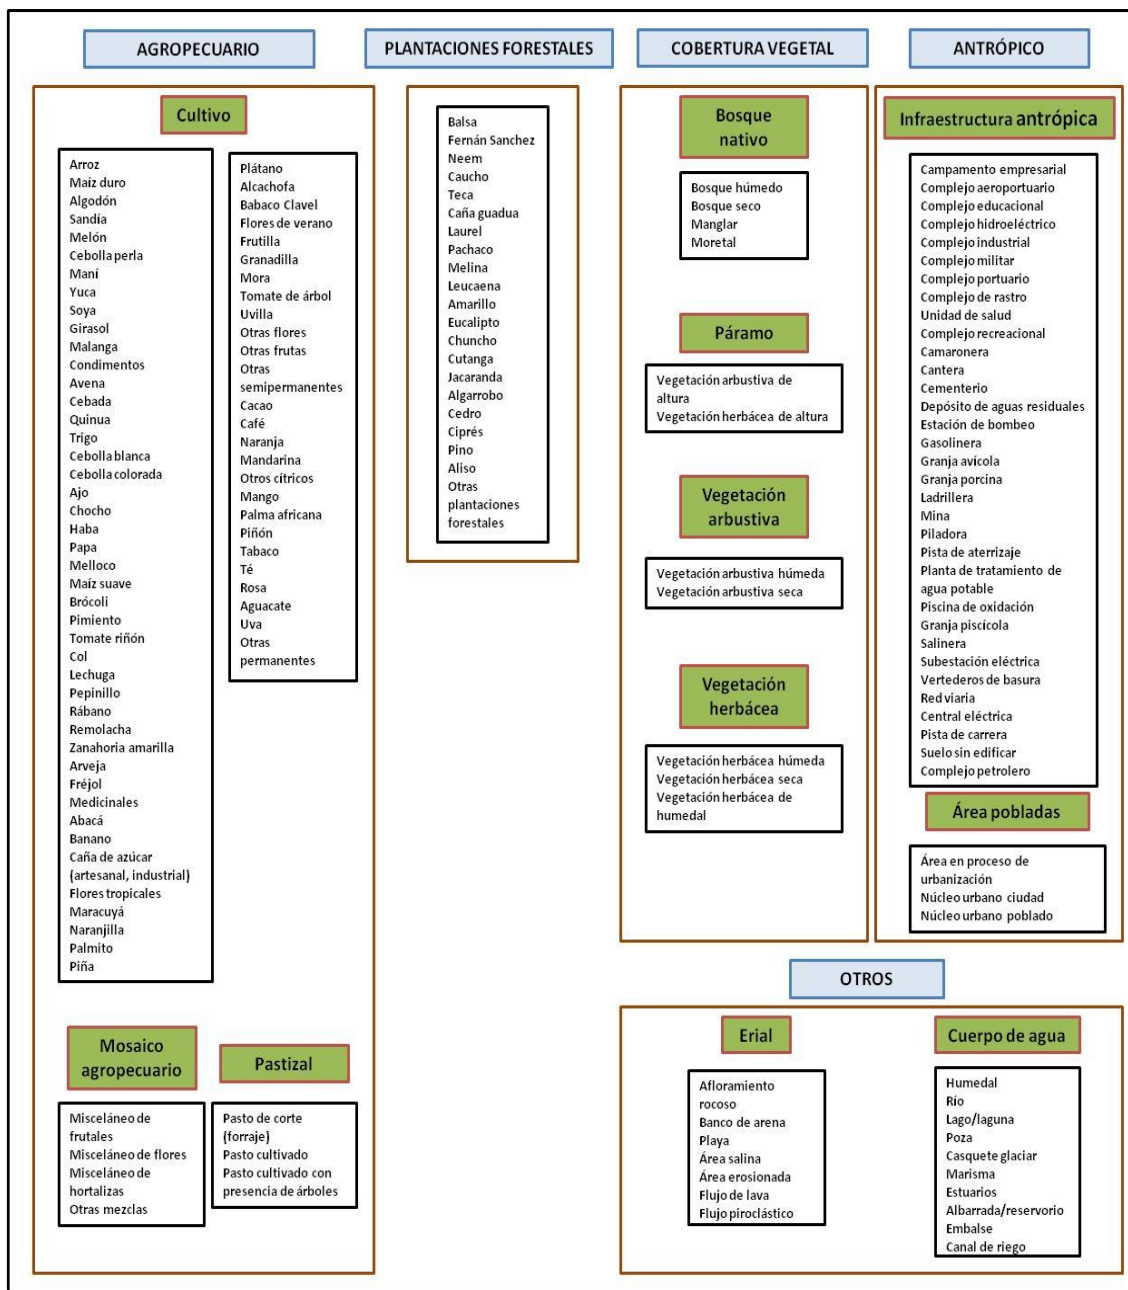 AGROPECUARIO
Cultivo
Arroz
Maíz duro
Algodón
Sandía
Melón
Cebolla perla
Maní
Yuca
Soya
Girasol
Malanga
Condimentos
Avena
Cebada
Quinua
Trigo
Cebolla blanca
Cebolla colorada
Ajo
Chocho
Haba
Papa
Melloco
Maíz suave
Brócoli
Pimiento
Tomate riñón
Col
Lechuga
Pepinillo
Rábano
Remolacha
Zanahoria amarilla
Arveja
Fréjol
Medicinales
Abacá
Banano
Caña de azúcar
(artesanal, industrial)
Flores tropicales
Maracuyá
Naranjilla
Palmito
Piña
Plátano
Alcachofa
Babaco Clavel
Flores de verano
Frutilla
Granadilla
Mora
Tomate de árbol
Uvilla
Otras flores
Otras frutas
Otras
semipermanentes
Cacao
Café
Naranja
Mandarina
Otros cítricos
Mango
Palma africana
Piñón
Tabaco
Té
Rosa
Aguacate
Uva
Otras
permanentes
Mosaico
agropecuario
Misceláneo de
frutales
Misceláneo de flores
Misceláneo de
hortalizas
Otras mezclas
Pastizal
Pasto de corte
(forraje)
Pasto cultivado
Pasto cultivado con
presencia de árboles
PLANTACIONES FORESTALES
Balsa
Fernán Sanchez
Neem
Caucho
Teca
Caña guadua
Laurel
Pachaco
Melina
Leucaena
Amarillo
Eucalipto
Chuncho
Cutanga
Jacaranda
Algarrobo
Cedro
Ciprés
Pino
Aliso
Otras
plantaciones
forestales
COBERTURA VEGETAL
Bosque
nativo
Bosque húmedo
Bosque seco
Manglar
Moretal
Páramo
Vegetación arbustiva de
altura
Vegetación herbácea de altura
Vegetación
arbustiva
Vegetación arbustiva húmeda
Vegetación arbustiva seca
Vegetación
herbácea
Vegetación herbácea húmeda
Vegetación herbácea seca
Vegetación herbácea de
humedal
ANTRÓPICO
Infraestructura antrópica
Campamento empresarial
Complejo aeroportuario
Complejo educacional
Complejo hidroeléctrico
Complejo industrial
Complejo militar
Complejo portuario
Complejo de rastro
Unidad de salud
Complejo recreacional
Camaronera
Cantera
Cementerio
Depósito de aguas residuales
Estación de bombeo
Gasolinera
Granja avícola
Granja porcina
Ladrillera
Mina
Piladora
Pista de aterrizaje
Planta de tratamiento de
agua potable
Piscina de oxidación
Granja piscícola
Salinera
Subestación eléctrica
Vertederos de basura
Red viaria
Central eléctrica
Pista de carrera
Suelo sin edificar
Complejo petrolero
Área pobladas
Área en proceso de
urbanización
Núcleo urbano ciudad
Núcleo urbano poblado
OTROS
Erial
Afloramiento
rocoso
Banco de arena
Playa
Área salina
Área erosionada
Flujo de lava
Flujo piroclástico
Cuerpo de agua
Humedal
Río
Lago/laguna
Poza
Casquete glaciar
Marisma
Estuarios
Albarrada/reservorio
Embalse
Canal de riego